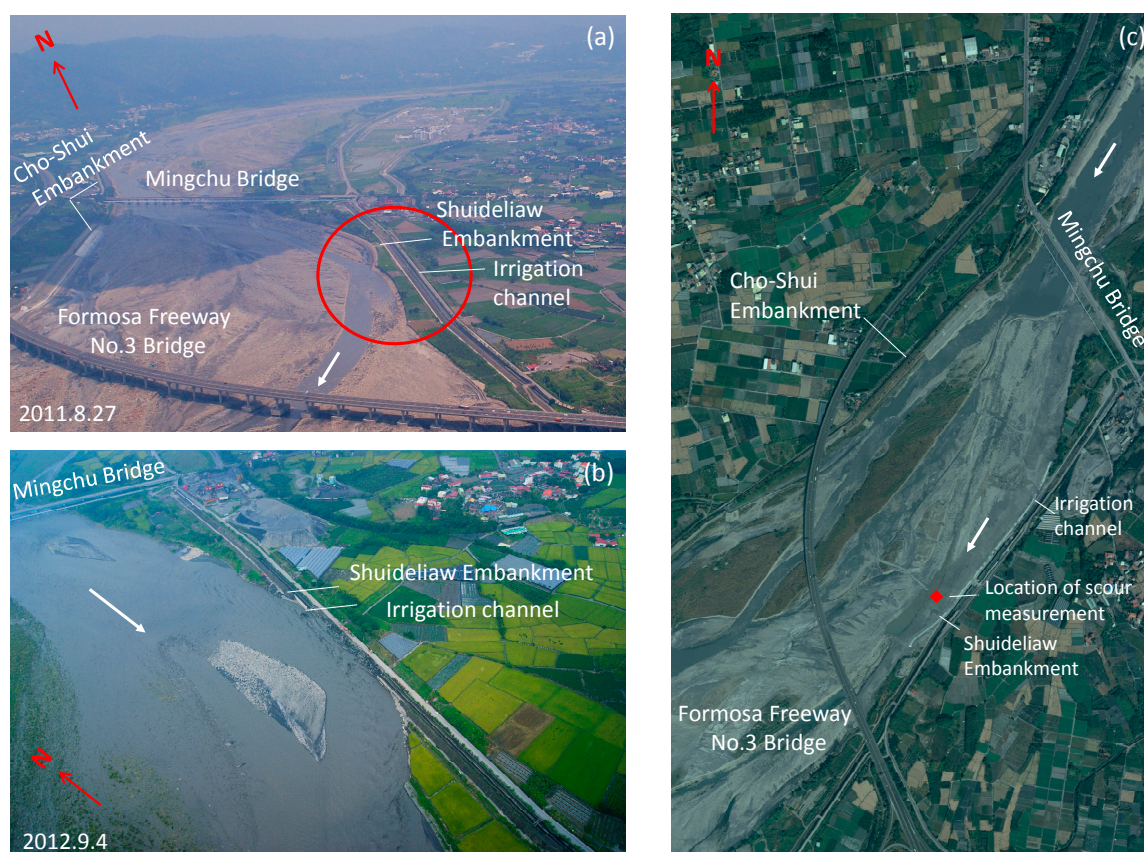 (a)
N
Cho-Shui
Embankment
Mingchu Bridge
Shuideliaw
Embankment
Irrigation
channel
Formosa Freeway
No.3 Bridge
2011.8.27
(b)
Mingchu Bridge
Shuideliaw Embankment
Irrigation channel
N
2012.9.4
(c)
N
Mingchu Bridge
Cho-Shui
Embankment
Irrigation
channel
Location of scour
measurement
Shuideliaw
Embankment
Formosa Freeway
No.3 Bridge